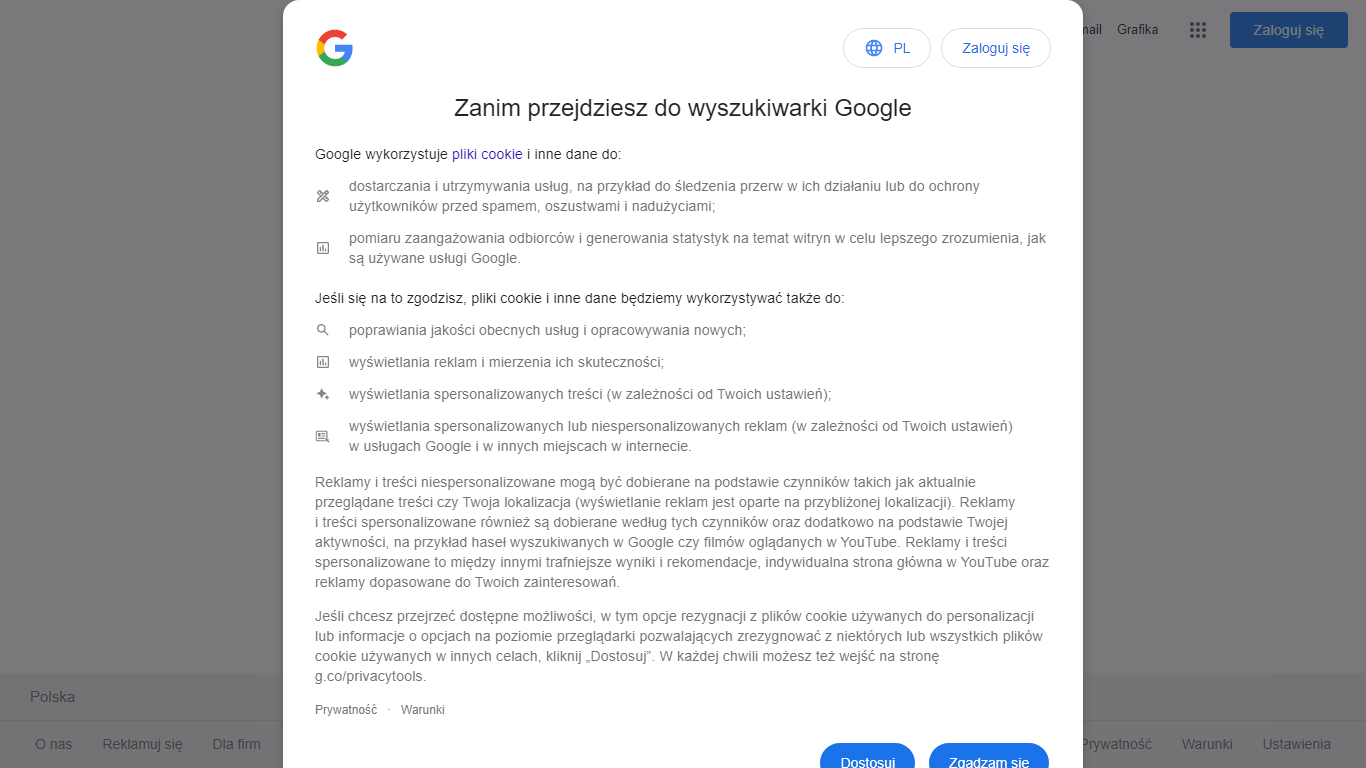 Grafika
Zaloguj się
PL
Zaloguj się
Zanim przejdziesz do wyszukiwarki Google
Google wykorzystuje pliki cookie i inne dane do:
dostarczania i utrzymywania usług, na przykład do śledzenia przerw w ich działaniu lub do ochrony
użytkowników przed spamem, oszustwami i nadużyciami;
pomiaru zaangażowania odbiorców i generowania statystyk na temat witryn w celu lepszego zrozumienia, jak
są używane usługi Google.
Jeśli się na to zgodzisz, pliki cookie i inne dane będziemy wykorzystywać także do:
poprawiania jakości obecnych usług i opracowywania nowych;
wyświetlania reklam i mierzenia ich skuteczności;
wyświetlania spersonalizowanych treści (w zależności od Twoich ustawień);
wyświetlania spersonalizowanych lub niespersonalizowanych reklam (w zależności od Twoich ustawień)
w usługach Google i w innych miejscach w internecie.
Reklamy i treści niespersonalizowane mogą być dobierane na podstawie czynników takich jak aktualnie
przeglądane treści czy Twoja lokalizacja (wyświetlanie reklam jest oparte na przybliżonej lokalizacji). Reklamy
i treści spersonalizowane również są dobierane według tych czynników oraz dodatkowo na podstawie Twojej
aktywności, na przykład haseł wyszukiwanych w Google czy filmów oglądanych w YouTube. Reklamy i treści
spersonalizowane to między innymi trafniejsze wyniki i rekomendacje, indywidualna strona główna w YouTube oraz
reklamy dopasowane do Twoich zainteresowań.
Jeśli chcesz przejrzeć dostępne możliwości, w tym opcje rezygnacji z plików cookie używanych do personalizacji
lub informacje o opcjach na poziomie przeglądarki pozwalających zrezygnować z niektórych lub wszystkich plików
cookie używanych w innych celach, kliknij „Dostosuj”. W każdej chwili możesz też wejść na stronę
g.co/privacytools.
Prywatność · Warunki
Dostosuj Zgadzam się
Polska
O nas Reklamuj się Dla firm Prywatność Warunki Ustawienia